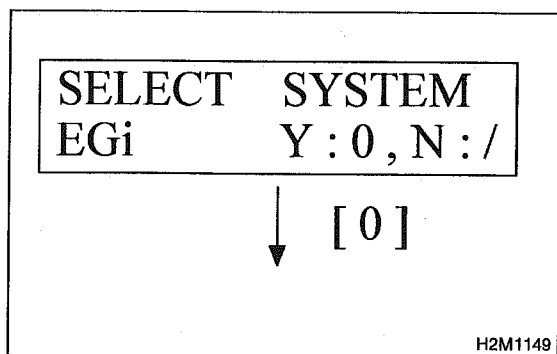 SELECT SYSTEM
EGi Y : 0 , N : /
[ 0 ]
H2M1149